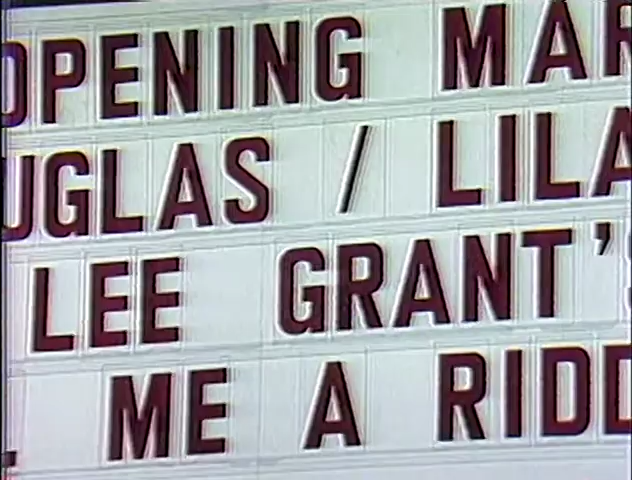 OPENING MAR
UGLAS / LILA
LEE GRANT'S
. ME A RIDD